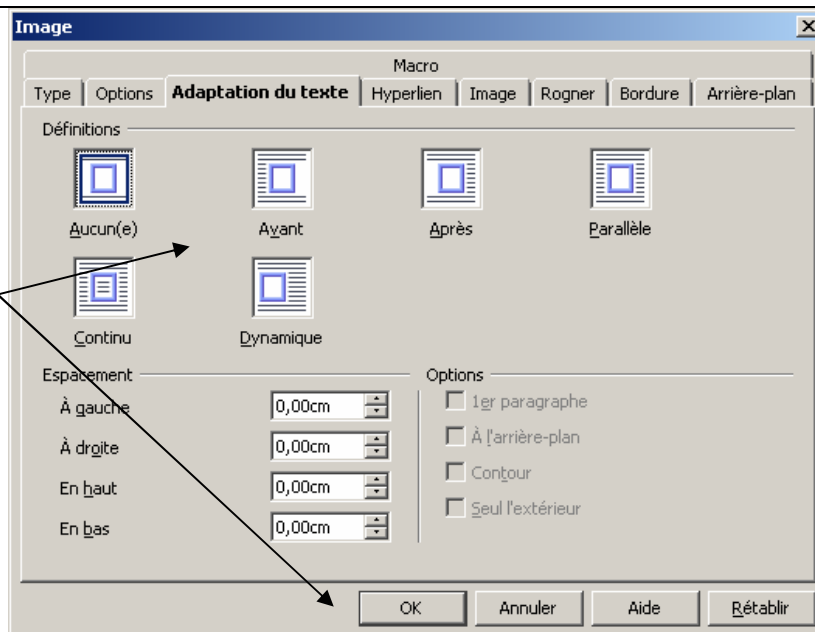 Image
Macro
Type Options Adaptation du texte Hyperlien Image Rogner Bordure Arrière-plan
Définitions
Aucun(e) Avant Après Parallèle
Continu Dynamique
Espacement Options
À gauche 0,00cm 1er paragraphe
À droite 0,00cm À l'arrière-plan
En haut 0,00cm Contour
En bas 0,00cm Seul l'extérieur
OK Annuler Aide Rétablir